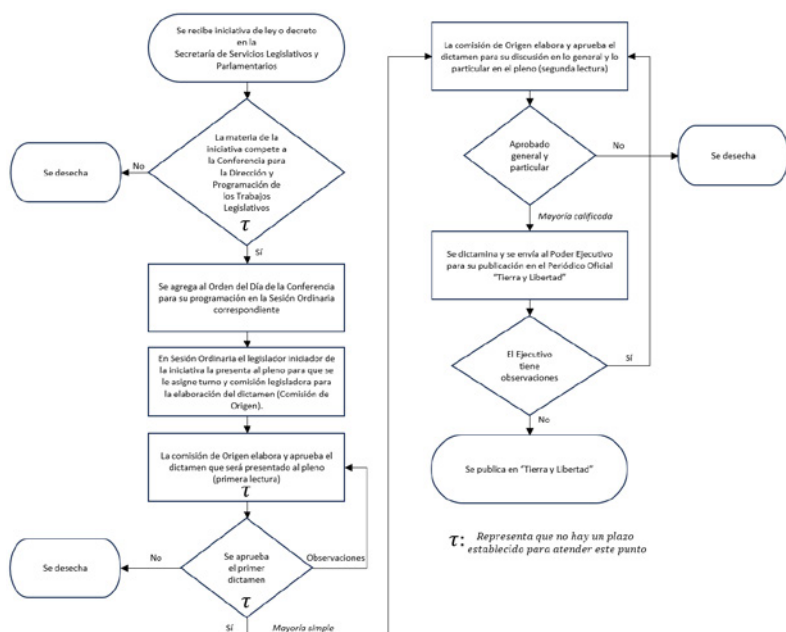 Se recibe iniciativa de ley o decreto
en la
Secretaría de Servicios Legislativos y
Parlamentarios
La materia de la
iniciativa compete a
la Conferencia para
la Dirección y
Programación de
los Trabajos
Legislativos
τ
No
Se desecha
Sí
Se agrega al Orden del Día de la Conferencia
para su programación en la Sesión Ordinaria
correspondiente
En Sesión Ordinaria el legislador iniciador de
la iniciativa la presenta al pleno para que se
le asigne turno y comisión legisladora para
la elaboración del dictamen (Comisión de
Origen).
La comisión de Origen elabora y aprueba el
dictamen que será presentado al pleno
(primera lectura)
τ
Se aprueba
el primer
dictamen
τ
No
Se desecha
Observaciones
Sí
Mayoría simple
La comisión de Origen elabora y aprueba el
dictamen para su discusión en lo general y lo
particular en el pleno (segunda lectura)
Aprobado
general y
particular
No
Se desecha
Mayoría calificada
Se dictamina y se envía al Poder Ejecutivo
para su publicación en el Periódico Oficial
"Tierra y Libertad"
El Ejecutivo
tiene
observaciones
Sí
No
Se publica en "Tierra y Libertad"
τ: Representa que no hay un plazo
establecido para atender este punto